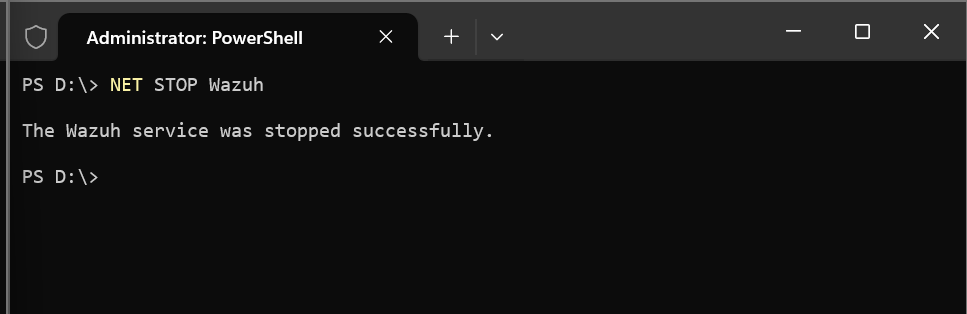 Administrator: PowerShell
PS D:\> NET STOP Wazuh
The Wazuh service was stopped successfully.
PS D:\>